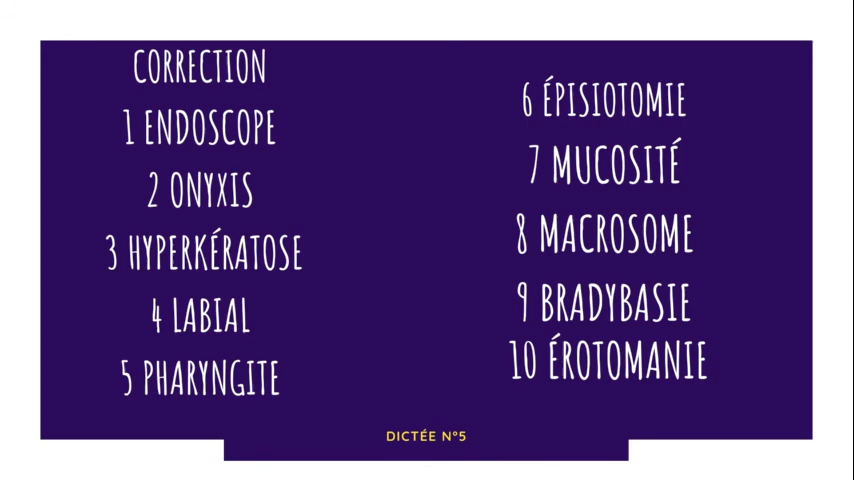 CORRECTION
1 ENDOSCOPE
2 ONYXIS
3 HYPERKÉRATOSE
4 LABIAL
5 PHARYNGITE
6 ÉPISIOTOMIE
7 MUCOSITÉ
8 MACROSOME
9 BRADYBASIE
10 ÉROTOMANIE
DICTÉE N°5